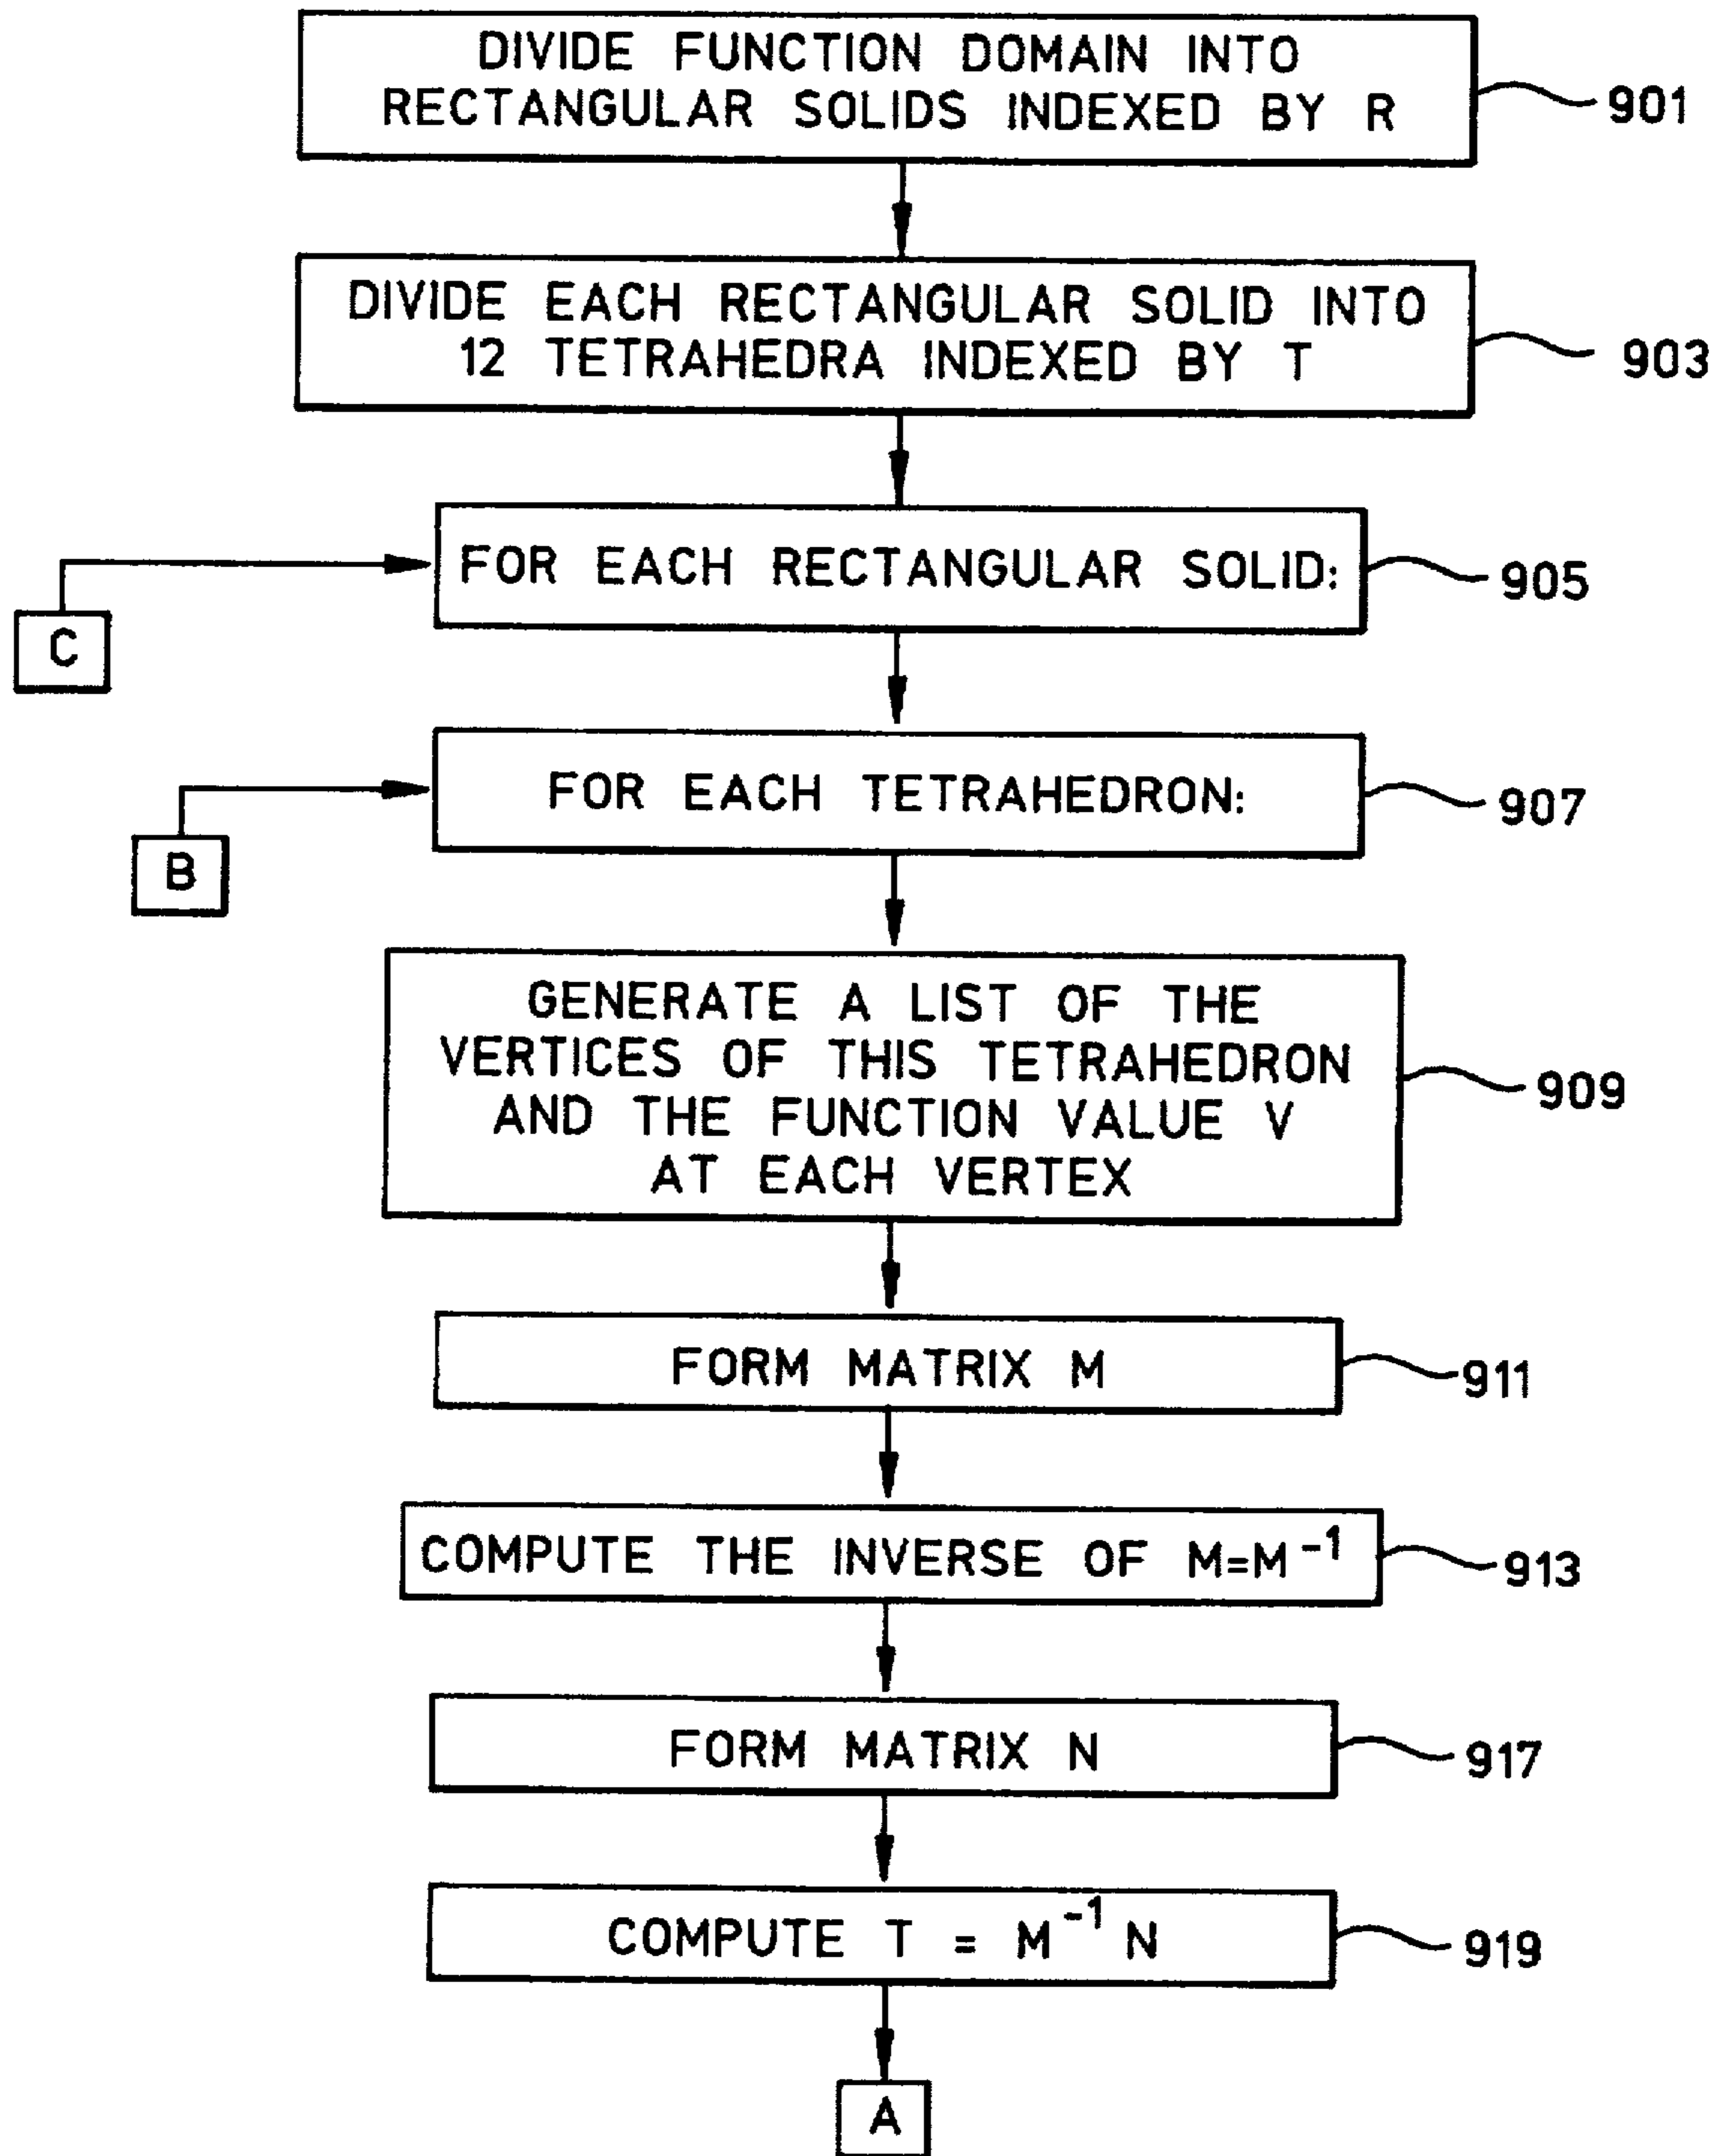 DIVIDE FUNCTION DOMAIN INTO
RECTANGULAR SOLIDS INDEXED BY R
901
DIVIDE EACH RECTANGULAR SOLID INTO
12 TETRAHEDRA INDEXED BY T
903
FOR EACH RECTANGULAR SOLID:
905
C
FOR EACH TETRAHEDRON:
907
B
GENERATE A LIST OF THE
VERTICES OF THIS TETRAHEDRON
AND THE FUNCTION VALUE V
AT EACH VERTEX
909
FORM MATRIX M
911
COMPUTE THE INVERSE OF M=M⁻¹
913
FORM MATRIX N
917
COMPUTE T = M⁻¹ N
919
A